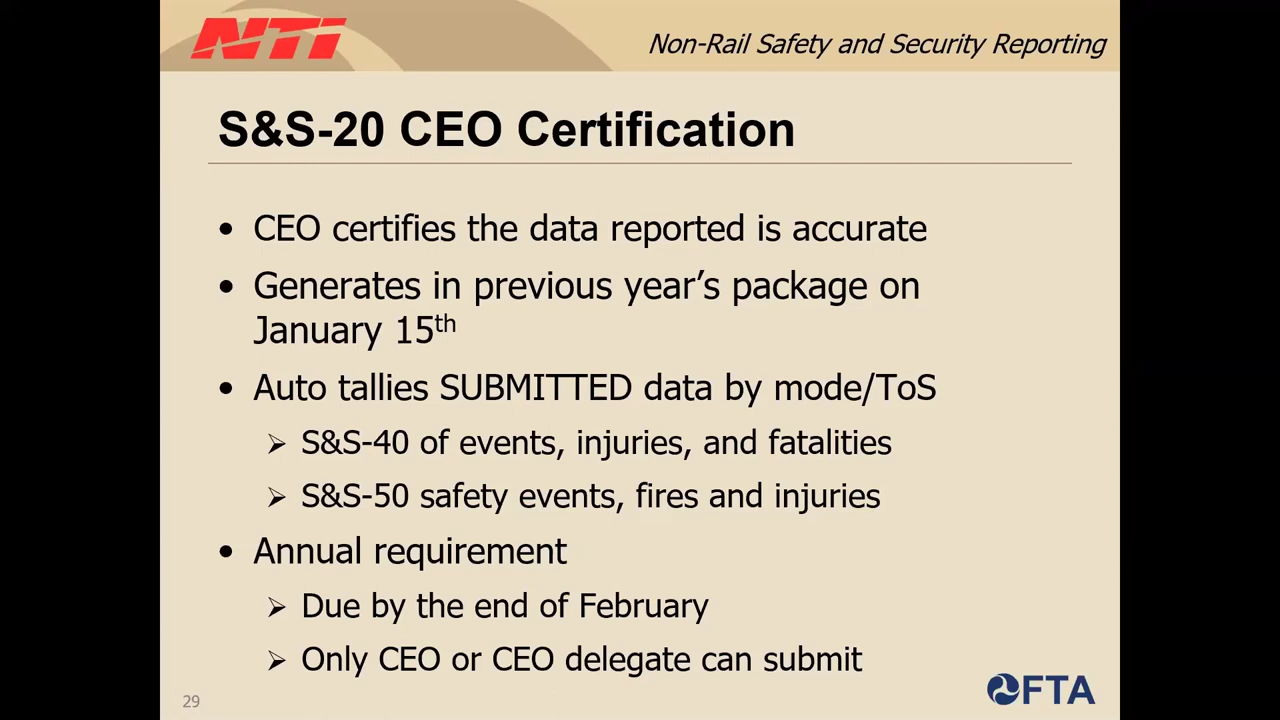 NTI
Non-Rail Safety and Security Reporting
S&S-20 CEO Certification
• CEO certifies the data reported is accurate
• Generates in previous year’s package on
January 15th
• Auto tallies SUBMITTED data by mode/ToS
➢ S&S-40 of events, injuries, and fatalities
➢ S&S-50 safety events, fires and injuries
• Annual requirement
➢ Due by the end of February
➢ Only CEO or CEO delegate can submit
29
FTA